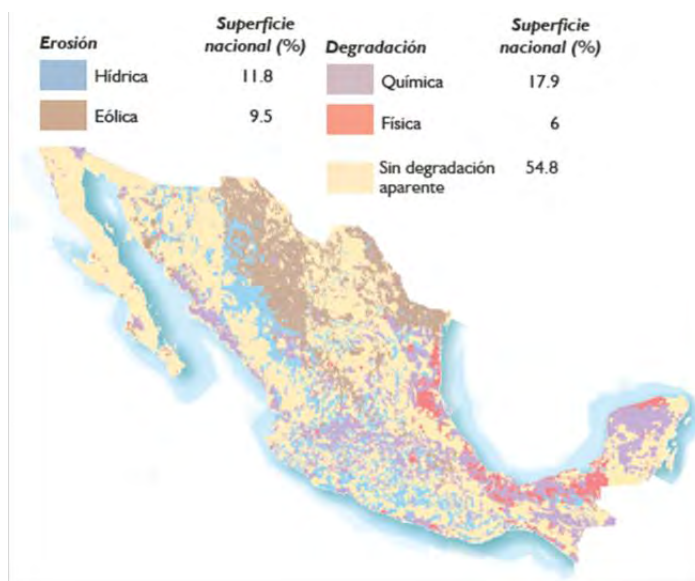 Erosión
Superficie
nacional (%)
Hídrica 11.8
Eólica 9.5
Degradación
Superficie
nacional (%)
Química 17.9
Física 6
Sin degradación 54.8
aparente